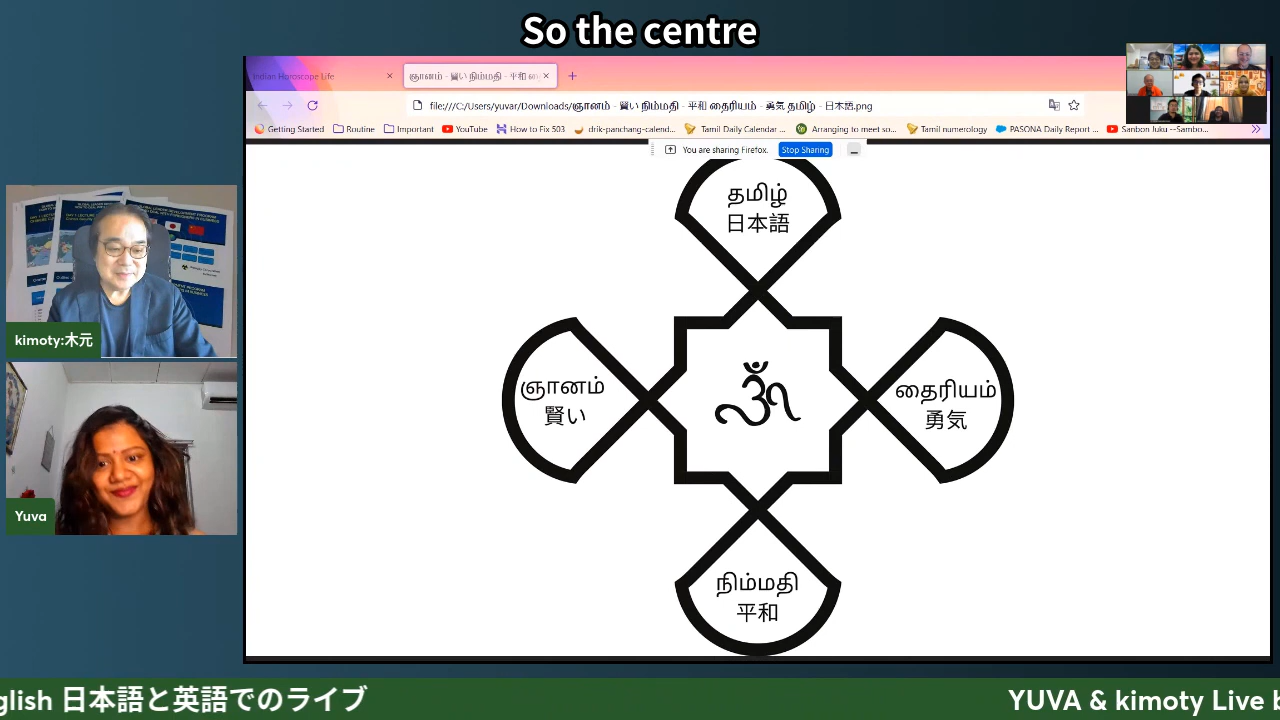 So the centre
Indian Horoscope Life
ஞானம் - 賢い நிம்மதி - 平和
file:///C:/Users/yuvar/Downloads/ஞானம் - 賢い நிம்மதி - 平和 தைரியம் - 勇気 தமிழ் - 日本語.png
Getting Started Routine Important YouTube How to Fix 503 drik-panchang-calend... Tamil Daily Calendar ... Arranging to meet so... Tamil numerology PASONA Daily Report ... Sanbon Juku --Sambo...
You are sharing Firefox. Stop Sharing
தமிழ்
日本語
ஞானம்
賢い
ॐ
தைரியம்
勇気
நிம்மதி
平和
kimoty:木元
Yuva
glish 日本語と英語でのライブ
YUVA & kimoty Live